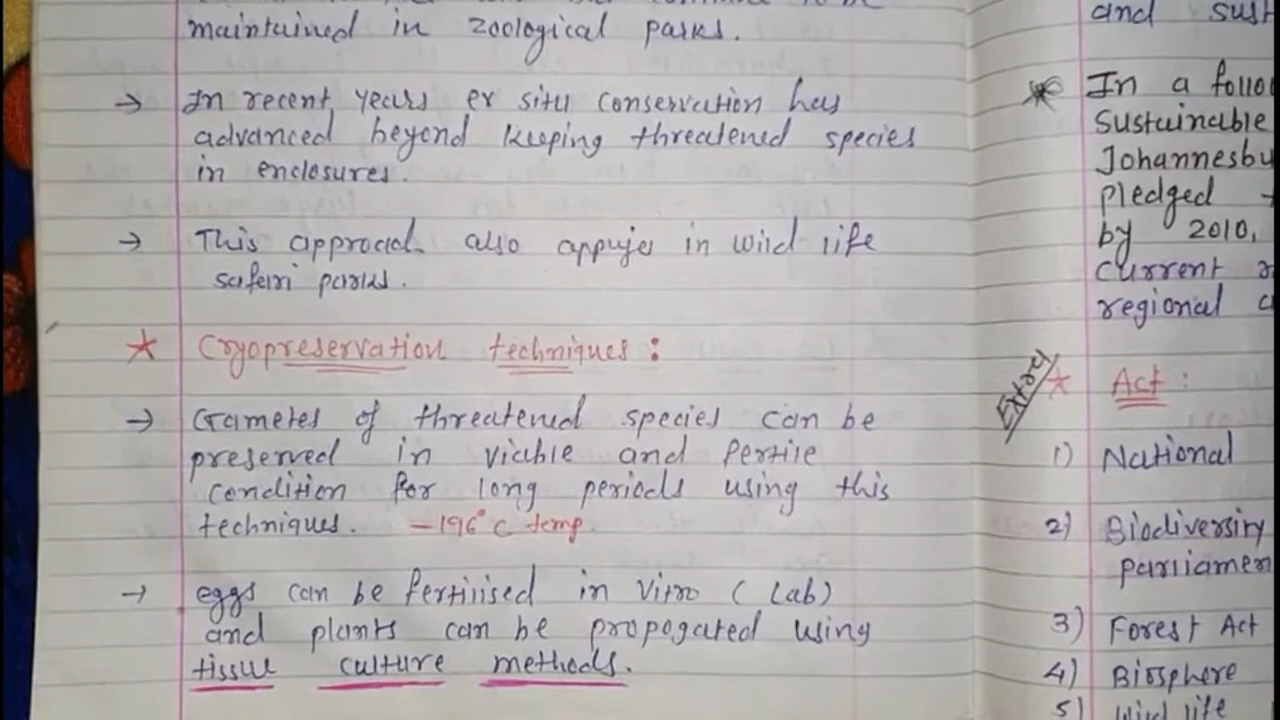 maintained in zoological parks.
→ In recent years ex situ conservation has
advanced beyond keeping threatened species
in enclosures.
→ This approach also applies in wild life
safari parks.
★ Cryopreservation techniques :
→ Gametes of threatened species can be
preserved in viable and fertile
condition for long periods using this
techniques. -196°C temp.
→ eggs can be fertilised in vitro (Lab)
and plants can be propogated using
tissue culture methods.
and
In a
Sustainable
Johannesbu
pledged
by 2010,
current
regional
Extra
★ Act :
1) National
2) Biodiversity
parliamen
3) Forest Act
4) Biosphere
5) Wild life